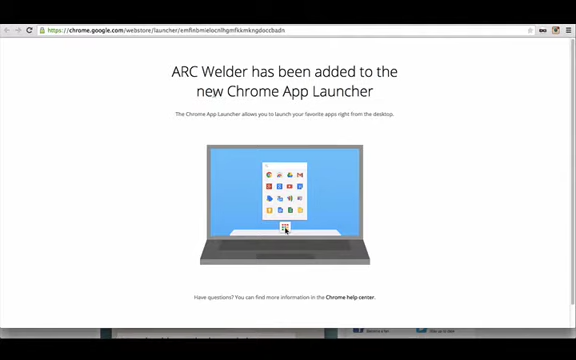 https://chrome.google.com/webstore/launcher/emfinbmielocnlhgmfkkmkngdoccbadn
ARC Welder has been added to the
new Chrome App Launcher
The Chrome App Launcher allows you to launch your favorite apps right from the desktop.
Have questions? You can find more information in the Chrome help center.